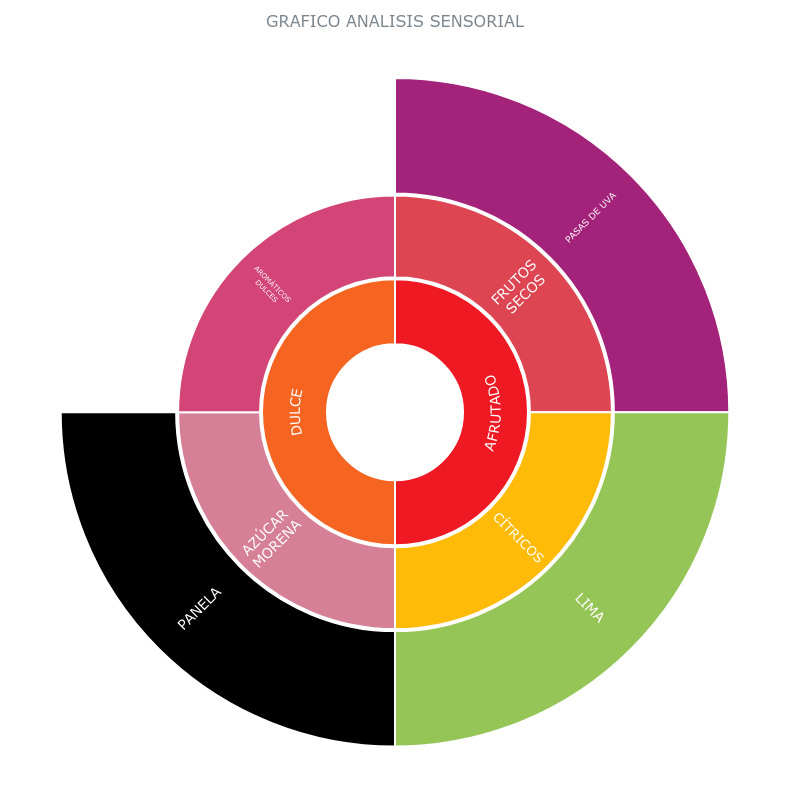 GRAFICO ANALISIS SENSORIAL
PASAS DE UVA
FRUTOS
SECOS
AROMÁTICOS
DULCES
DULCE
AFRUTADO
AZÚCAR
MORENA
CÍTRICOS
PANELA
LIMA